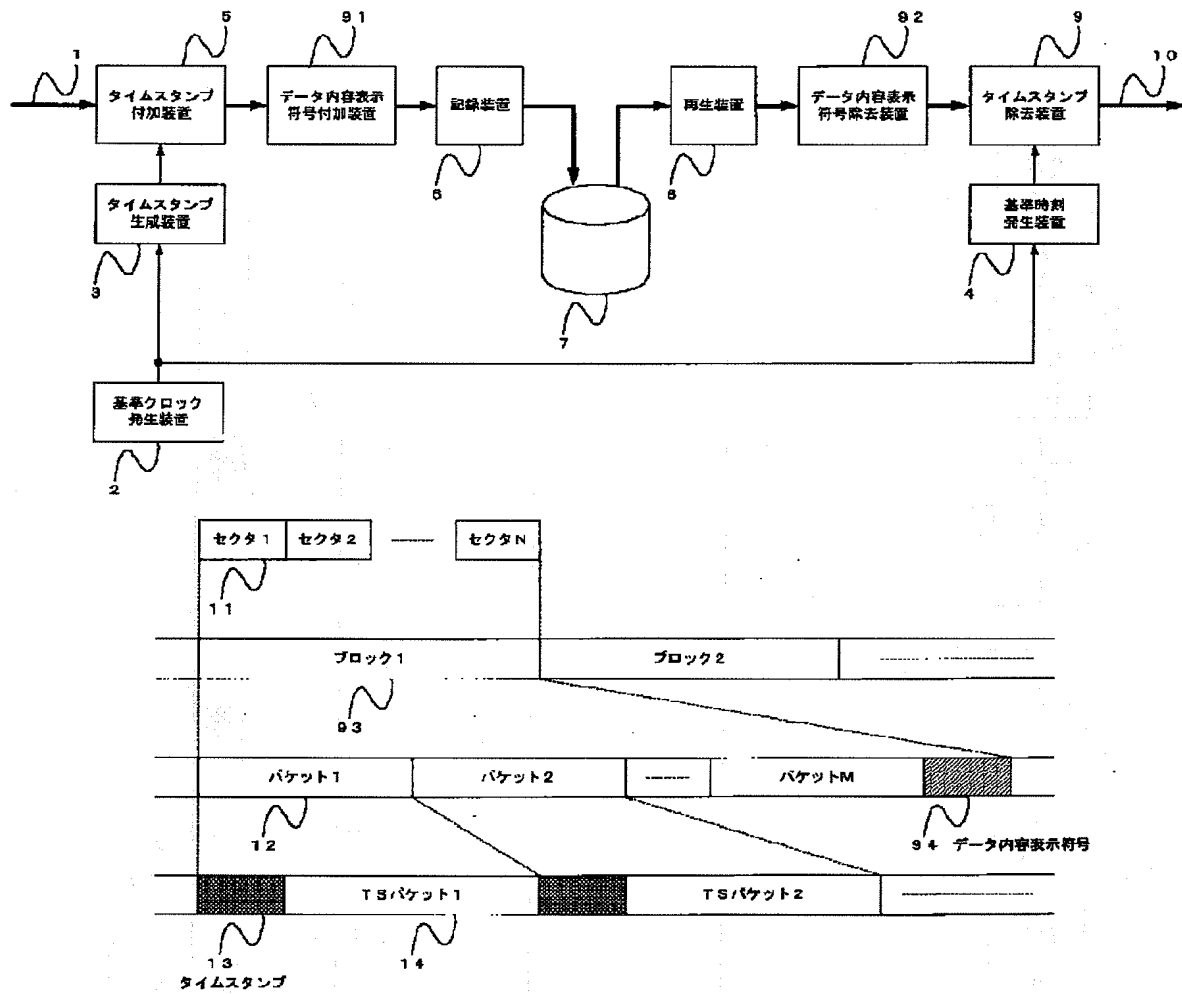 5
91
92
9
1
10
タイムスタンプ
付加装置
データ内容表示
符号付加装置
記録装置
再生装置
データ内容表示
符号除去装置
タイムスタンプ
除去装置
6
8
タイムスタンプ
生成装置
基準時刻
発生装置
3
7
4
基準クロック
発生装置
2
セクタ1
セクタ2
セクタN
11
ブロック1
ブロック2
93
パケット1
パケット2
パケットM
12
94 データ内容表示符号
TSパケット1
TSパケット2
13
タイムスタンプ
14